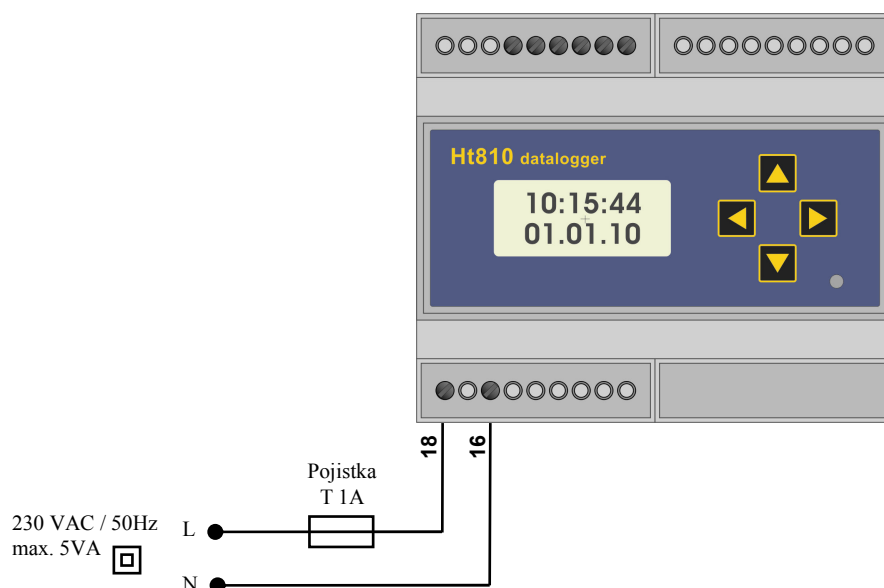 Ht810 datalogger
10:15:44
01.01.10
18
16
Pojistka
T 1A
230 VAC / 50Hz
max. 5VA
L
N